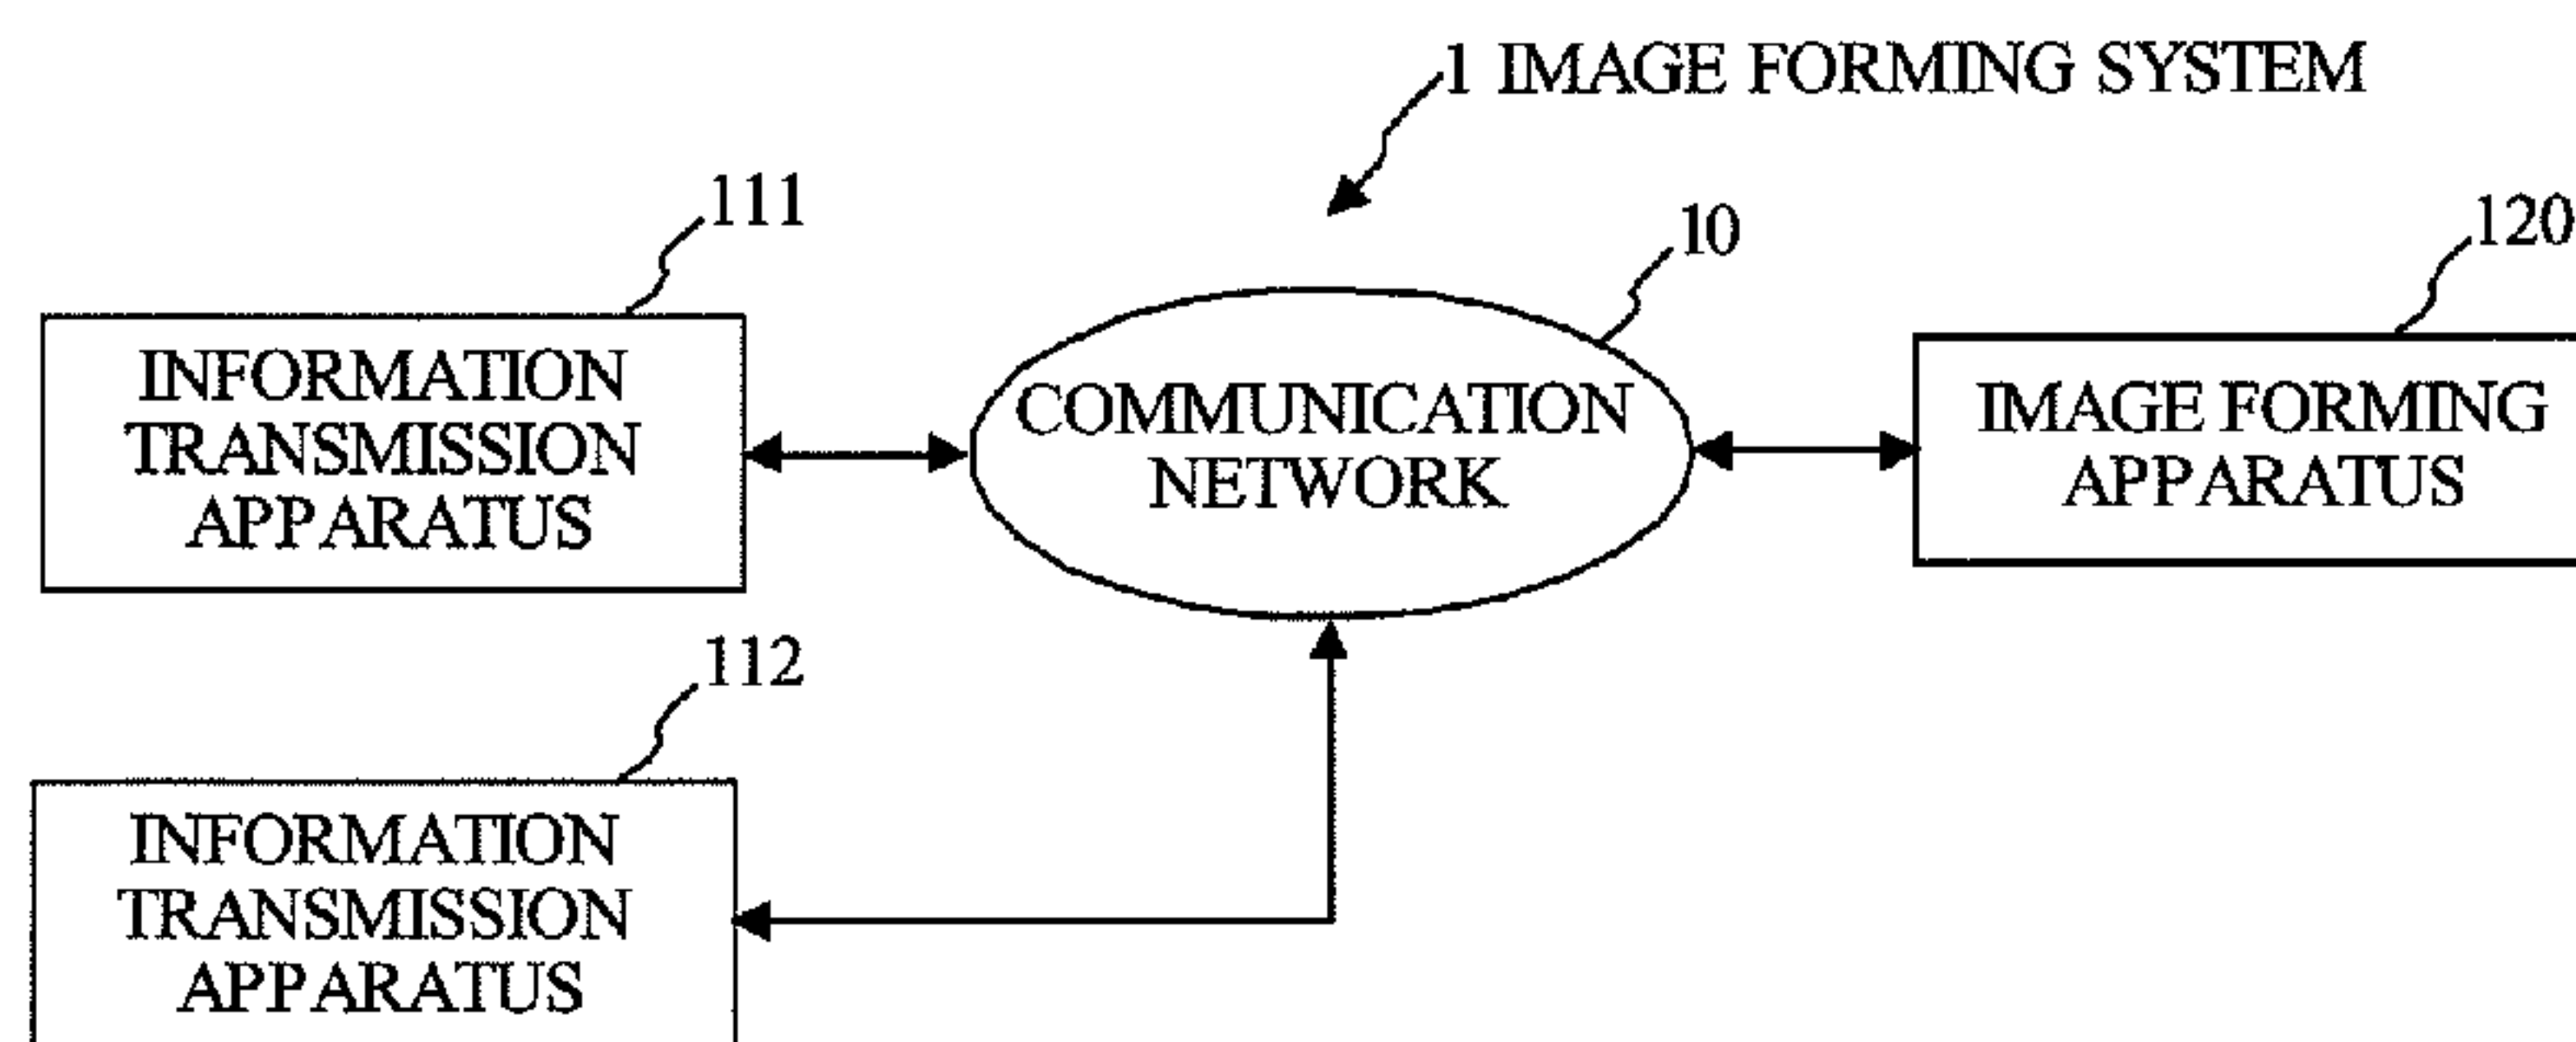 1 IMAGE FORMING SYSTEM
111
10
120
INFORMATION
TRANSMISSION
APPARATUS
COMMUNICATION
NETWORK
IMAGE FORMING
APPARATUS
112
INFORMATION
TRANSMISSION
APPARATUS